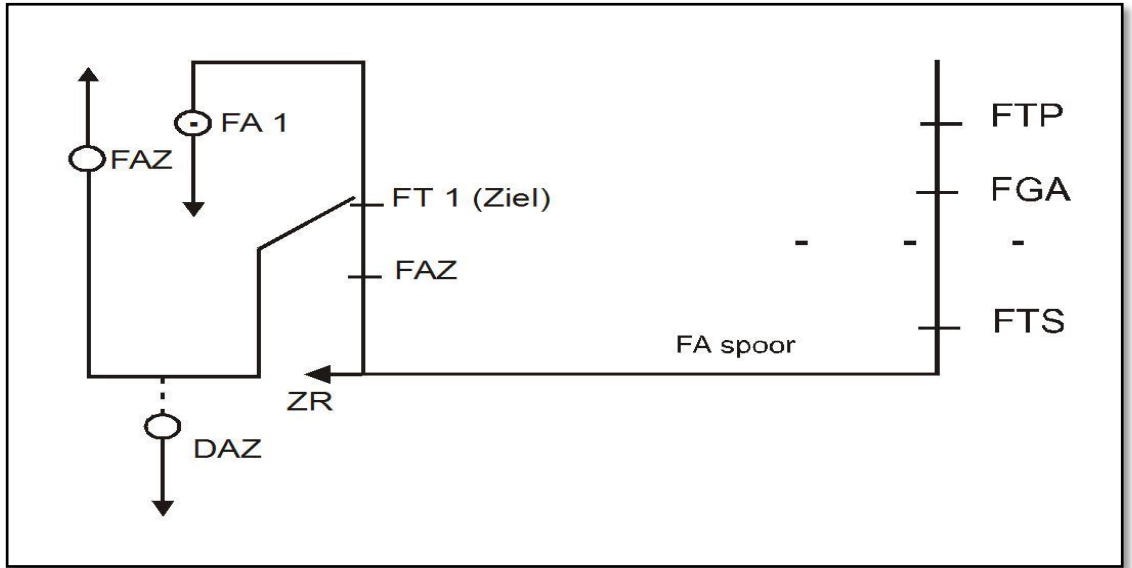 FTP
FA 1
FAZ
FGA
FT 1 (Ziel)
- - -
FAZ
FTS
FA spoor
ZR
DAZ